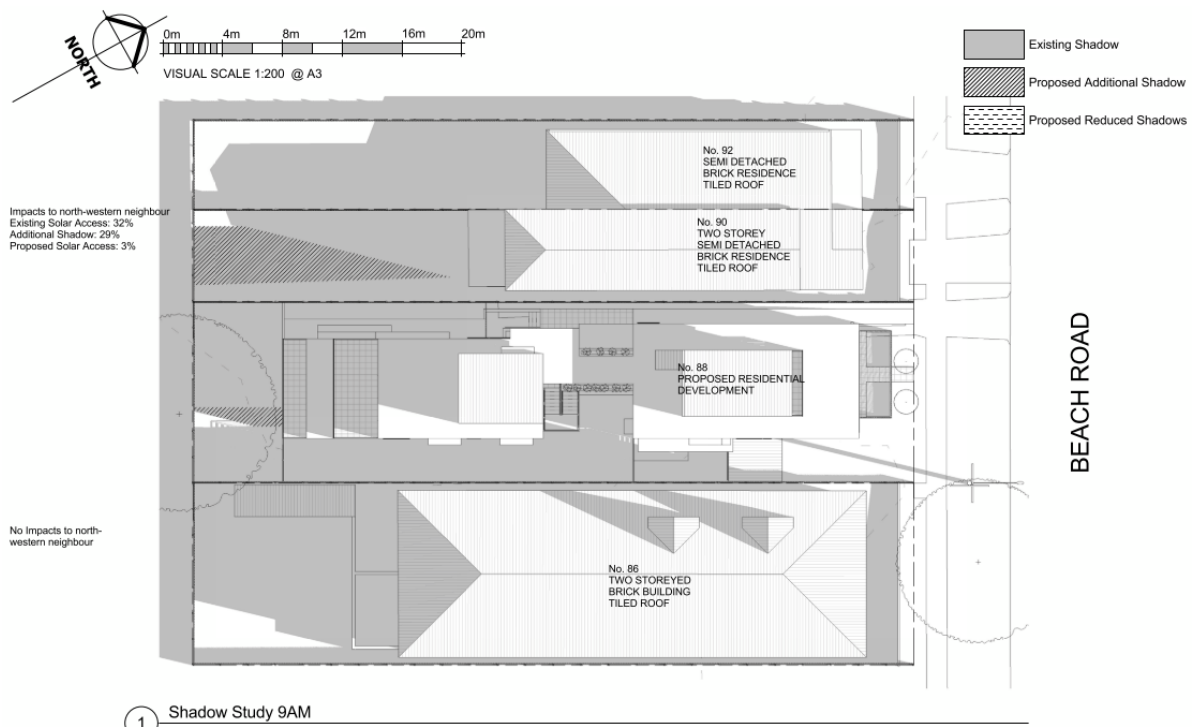 NORTH
0m 4m 8m 12m 16m 20m
VISUAL SCALE 1:200 @ A3
Existing Shadow
Proposed Additional Shadow
Proposed Reduced Shadows
No. 92
SEMI DETACHED
BRICK RESIDENCE
TILED ROOF
Impacts to north-western neighbour
Existing Solar Access: 32%
Additional Shadow: 29%
Proposed Solar Access: 3%
No. 90
TWO STOREY
SEMI DETACHED
BRICK RESIDENCE
TILED ROOF
No. 88
PROPOSED RESIDENTIAL
DEVELOPMENT
BEACH ROAD
No Impacts to north-
western neighbour
No. 86
TWO STOREYED
BRICK BUILDING
TILED ROOF
1
Shadow Study 9AM